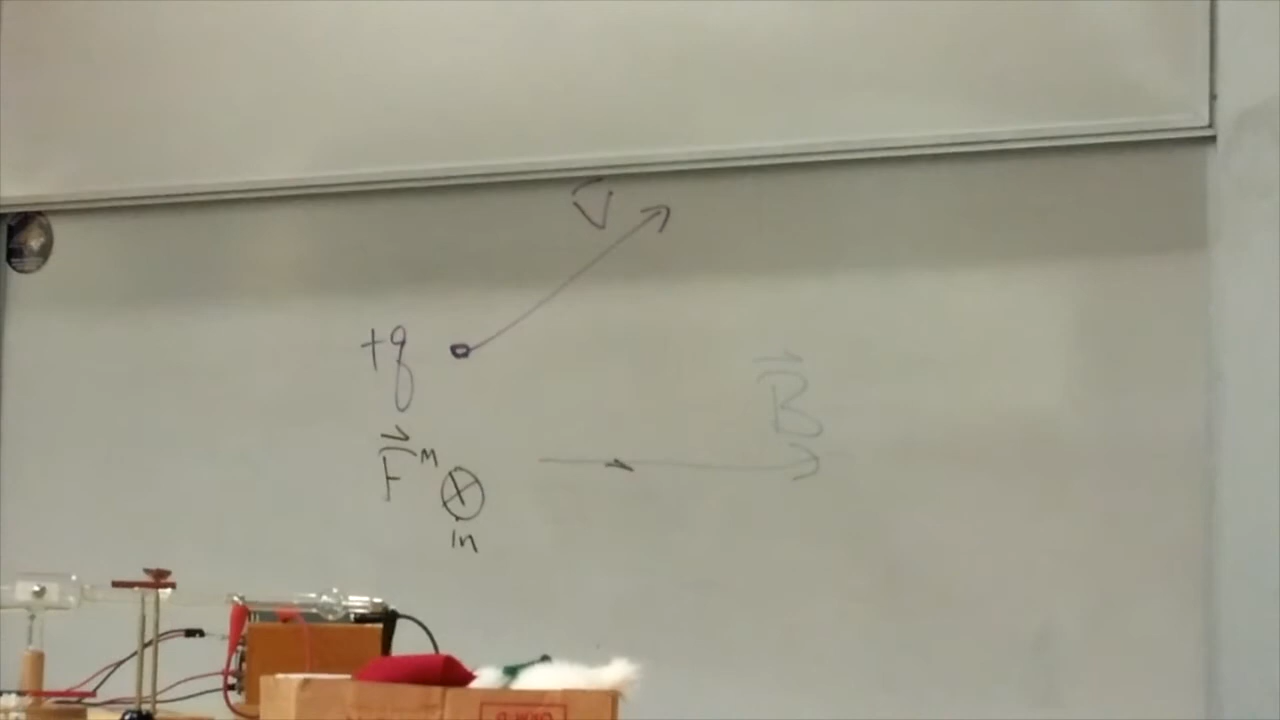 v⃗
+q
B⃗
F⃗ᴹ ⊗
in